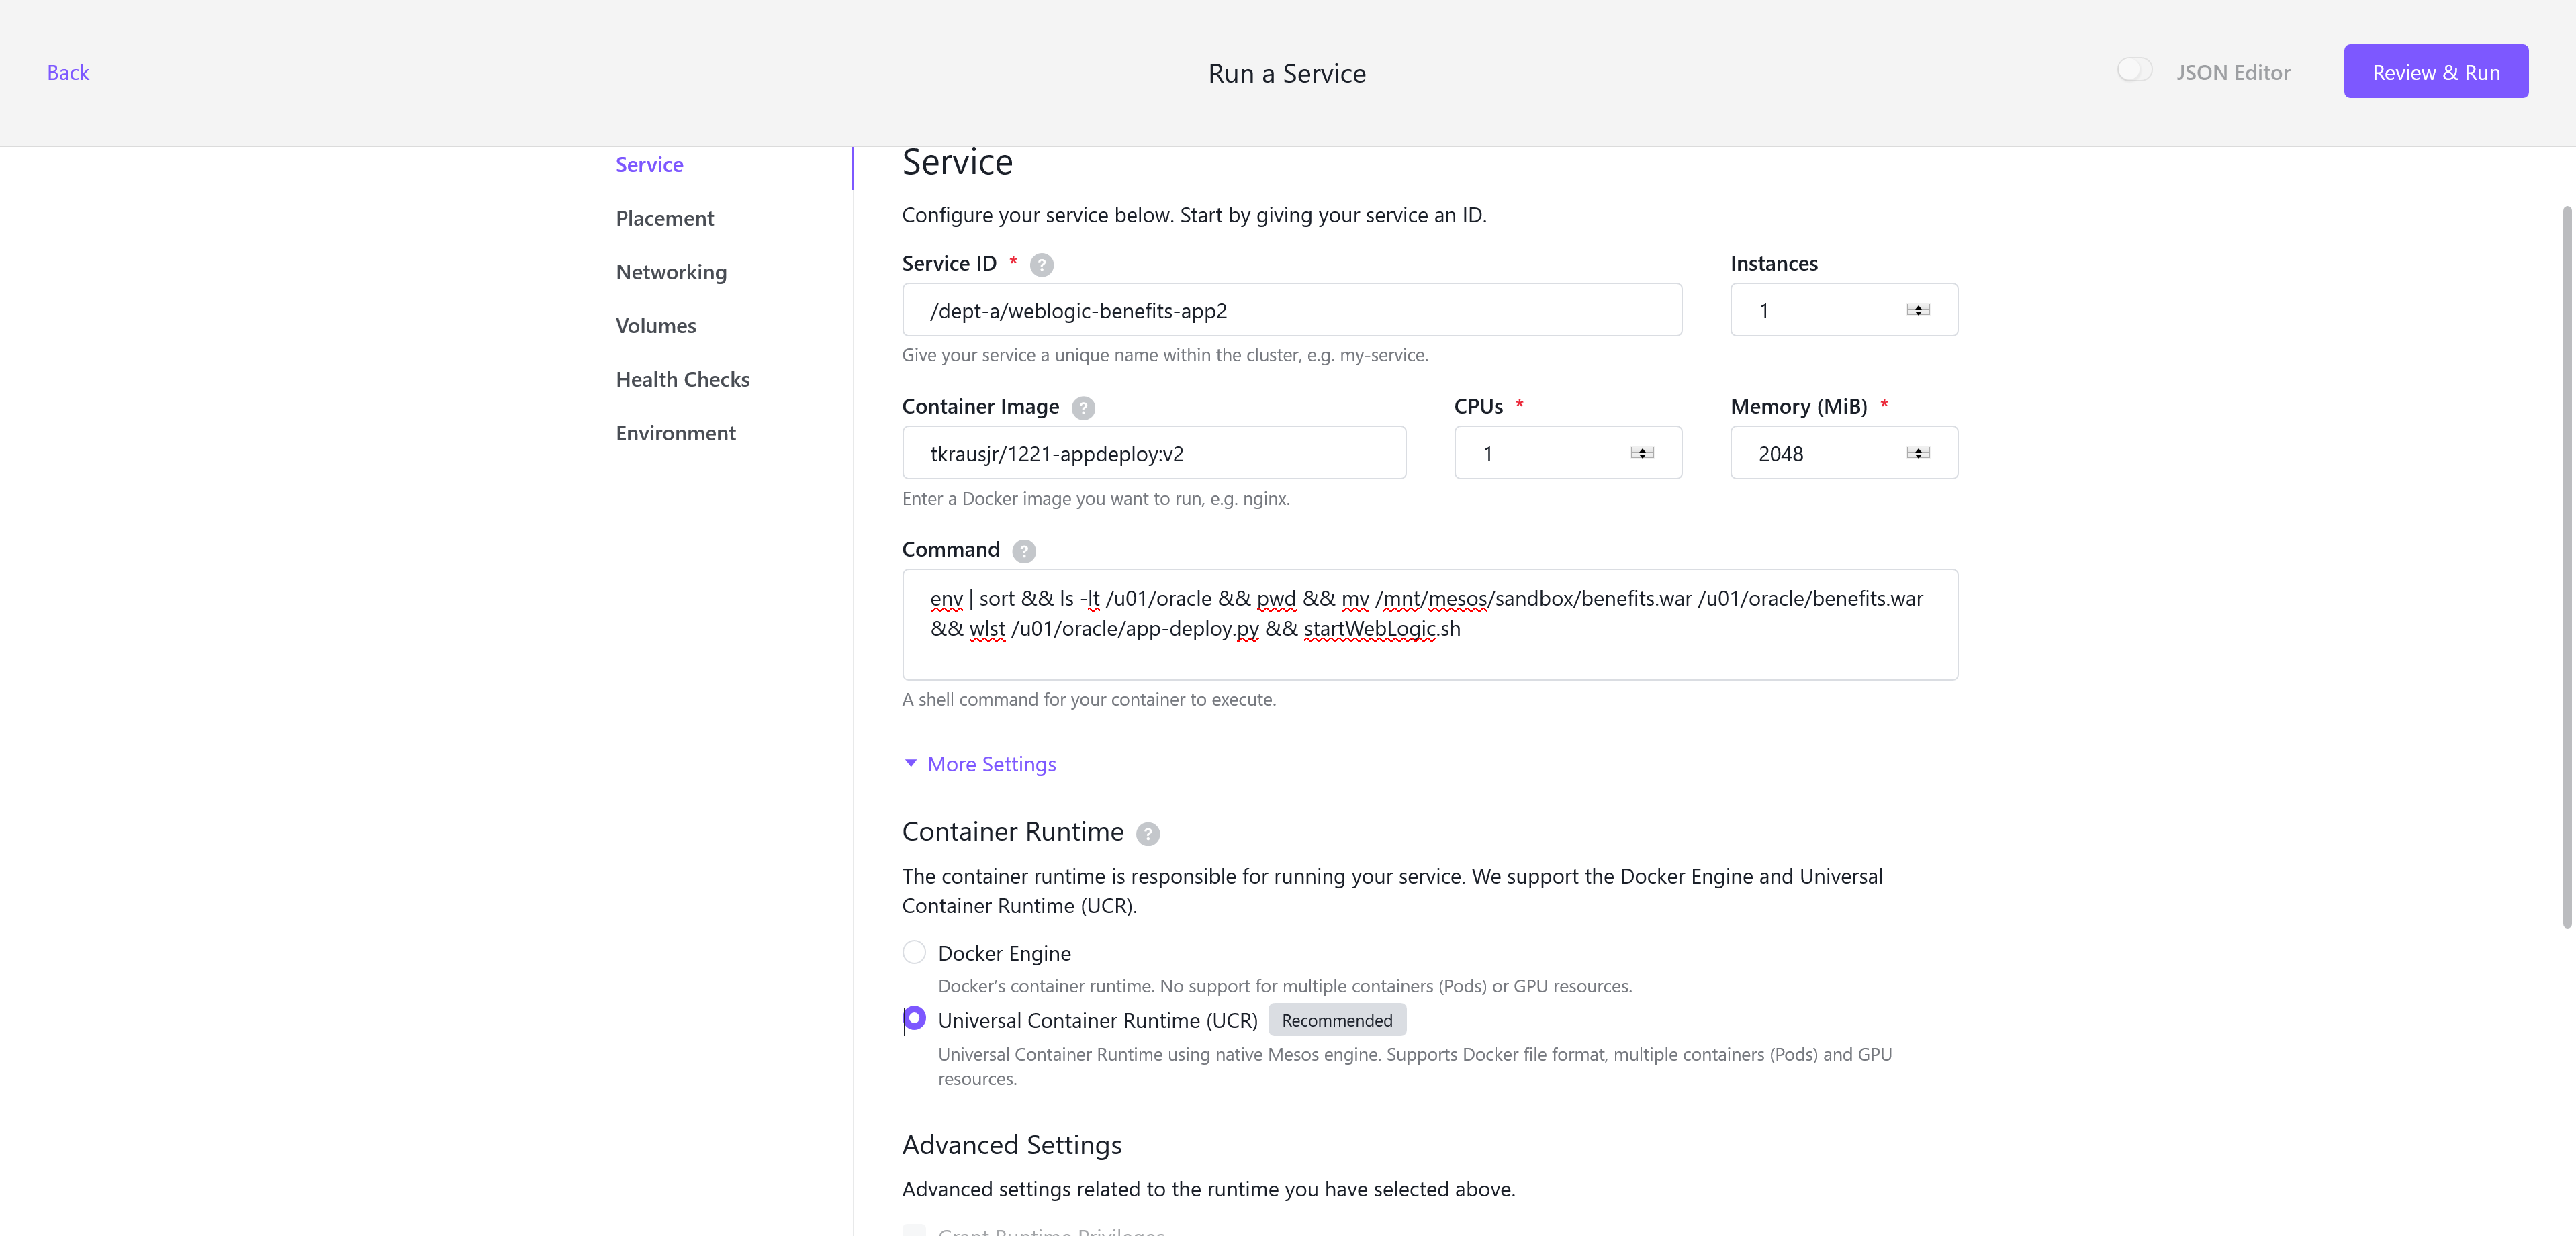 Back
Run a Service
JSON Editor
Review & Run
Service
Placement
Networking
Volumes
Health Checks
Environment
Service
Configure your service below. Start by giving your service an ID.
Service ID * ?
Instances
/dept-a/weblogic-benefits-app2
1
Give your service a unique name within the cluster, e.g. my-service.
Container Image ?
CPUs *
Memory (MiB) *
tkrausjr/1221-appdeploy:v2
1
2048
Enter a Docker image you want to run, e.g. nginx.
Command ?
env | sort && ls -lt /u01/oracle && pwd && mv /mnt/mesos/sandbox/benefits.war /u01/oracle/benefits.war
&& wlst /u01/oracle/app-deploy.py && startWebLogic.sh
A shell command for your container to execute.
More Settings
Container Runtime ?
The container runtime is responsible for running your service. We support the Docker Engine and Universal
Container Runtime (UCR).
Docker Engine
Docker's container runtime. No support for multiple containers (Pods) or GPU resources.
Universal Container Runtime (UCR) Recommended
Universal Container Runtime using native Mesos engine. Supports Docker file format, multiple containers (Pods) and GPU
resources.
Advanced Settings
Advanced settings related to the runtime you have selected above.
Grant Runtime Privileges